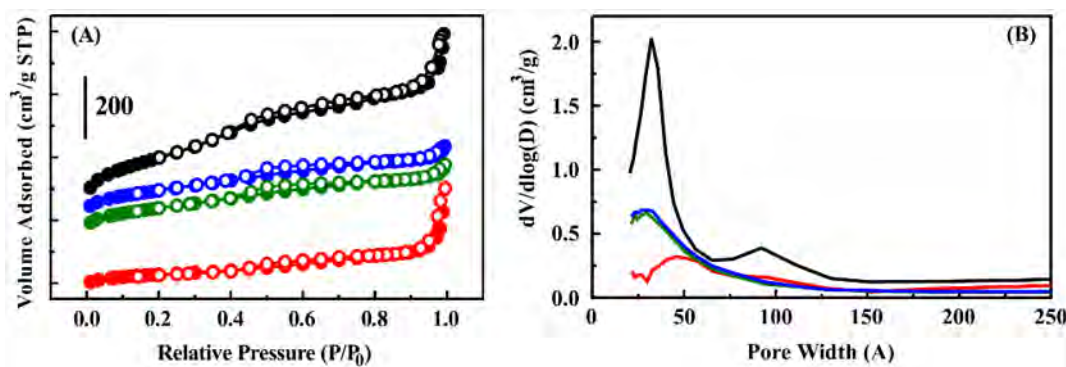 (A)
200
Volume Adsorbed (cm³/g STP)
0.0 0.2 0.4 0.6 0.8 1.0
Relative Pressure (P/P₀)
(B)
2.0
1.5
1.0
0.5
0.0
dV/dlog(D) (cm³/g)
0 50 100 150 200 250
Pore Width (A)